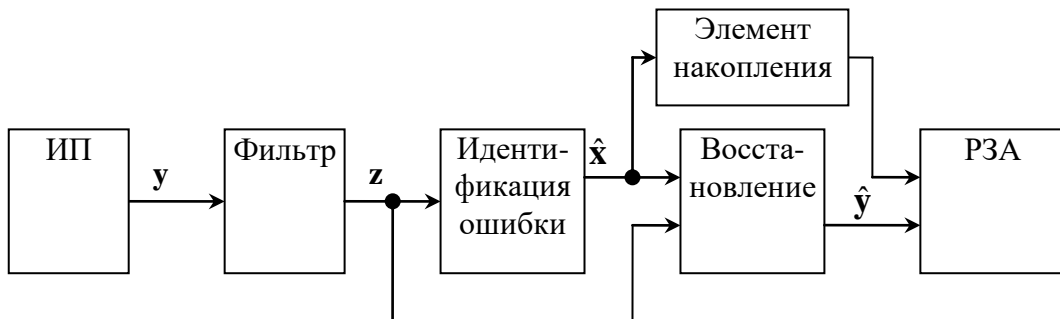 Элемент
накопления
ИП
Фильтр
Иденти-
фикация
ошибки
Восста-
новление
РЗА
y
z
x̂
ŷ